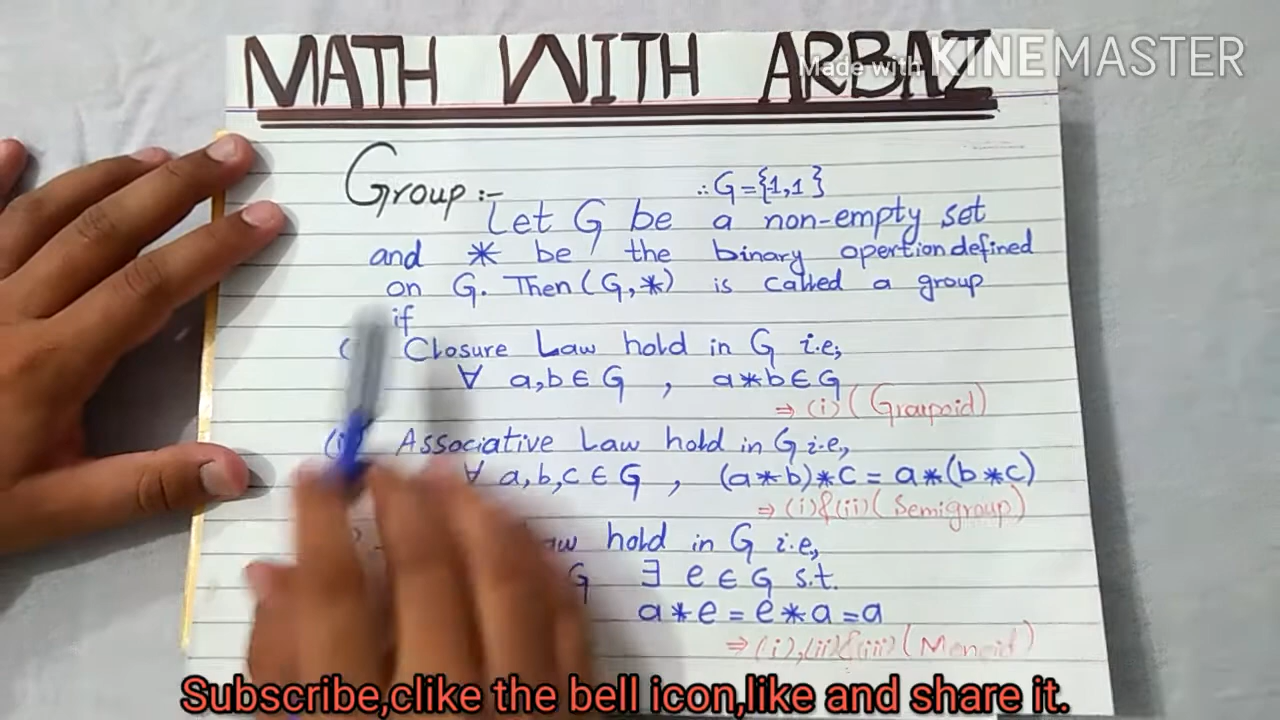 MATH WITH ARBAZ
Made with KINEMASTER
Group :-
∴ G = {1,1}
Let G be a non-empty set
and * be the binary opertion defined
on G. Then (G,*) is called a group
if
( Closure Law hold in G i.e;
∀ a,b ∈ G , a*b ∈ G
⇒ (i) (Groupoid)
(ii) Associative Law hold in G i.e,
∀ a,b,c ∈ G , (a*b)*c = a*(b*c)
⇒ (i)&(ii) (Semigroup)
hold in G i.e,
G ∃ e ∈ G s.t.
a*e = e*a = a
⇒ (i),(ii)&(iii) (Monoid)
Subscribe,clike the bell icon,like and share it.